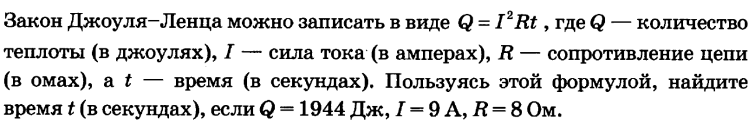 Закон Джоуля–Ленца можно записать в виде Q = I²Rt , где Q — количество
теплоты (в джоулях), I — сила тока (в амперах), R — сопротивление цепи
(в омах), а t — время (в секундах). Пользуясь этой формулой, найдите
время t (в секундах), если Q = 1944 Дж, I = 9 А, R = 8 Ом.